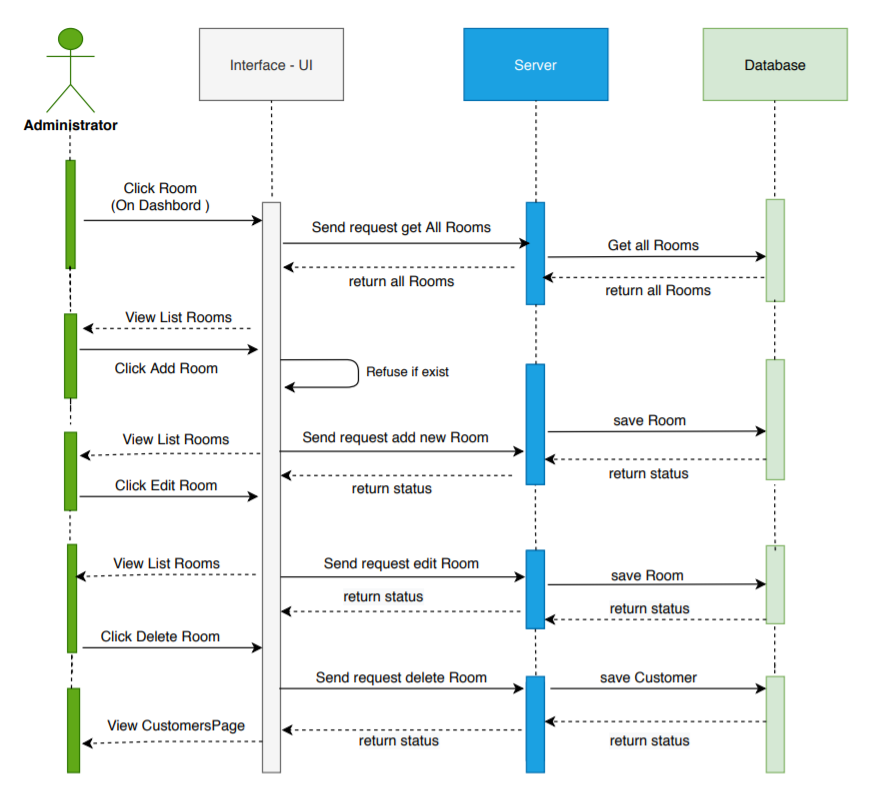 Interface - UI
Server
Database
Administrator
Click Room
(On Dashbord )
Send request get All Rooms
Get all Rooms
return all Rooms
return all Rooms
View List Rooms
Click Add Room
Refuse if exist
save Room
View List Rooms
Send request add new Room
return status
Click Edit Room
return status
View List Rooms
Send request edit Room
save Room
return status
return status
Click Delete Room
Send request delete Room
save Customer
View CustomersPage
return status
return status